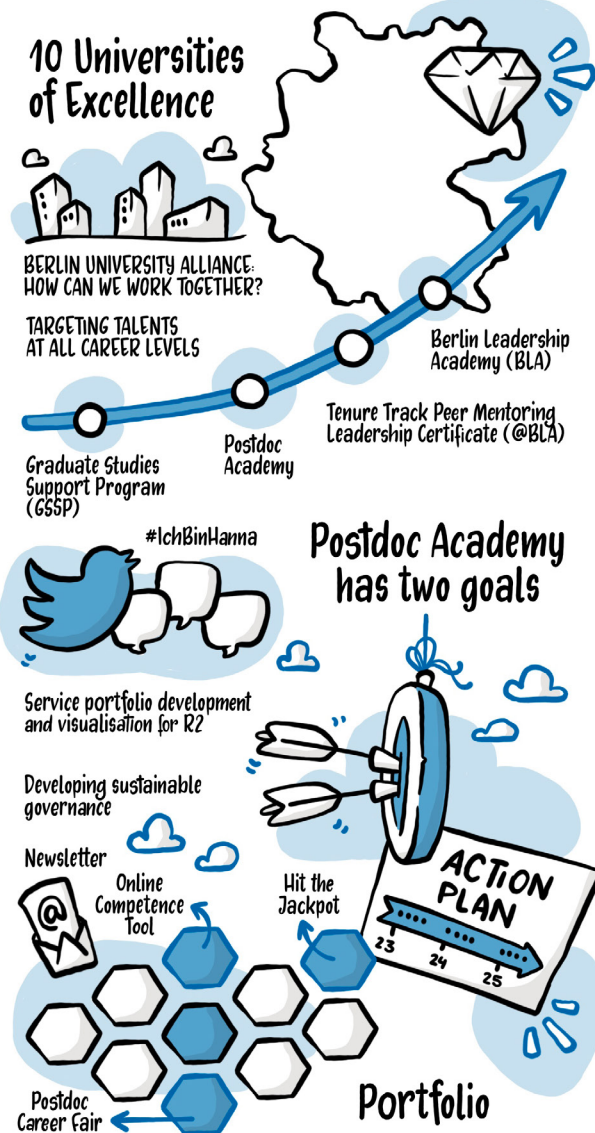 10 Universities
of Excellence
BERLIN UNIVERSITY ALLIANCE:
HOW CAN WE WORK TOGETHER?
TARGETING TALENTS
AT ALL CAREER LEVELS
Berlin Leadership
Academy (BLA)
Tenure Track Peer Mentoring
Leadership Certificate (@BLA)
Postdoc
Academy
Graduate Studies
Support Program
(GSSP)
#IchBinHanna
Postdoc Academy
has two goals
Service portfolio development
and visualisation for R2
Developing sustainable
governance
Newsletter
@
Online
Competence
Tool
Hit the
Jackpot
ACTION
PLAN
23
24
25
Postdoc
Career Fair
Portfolio